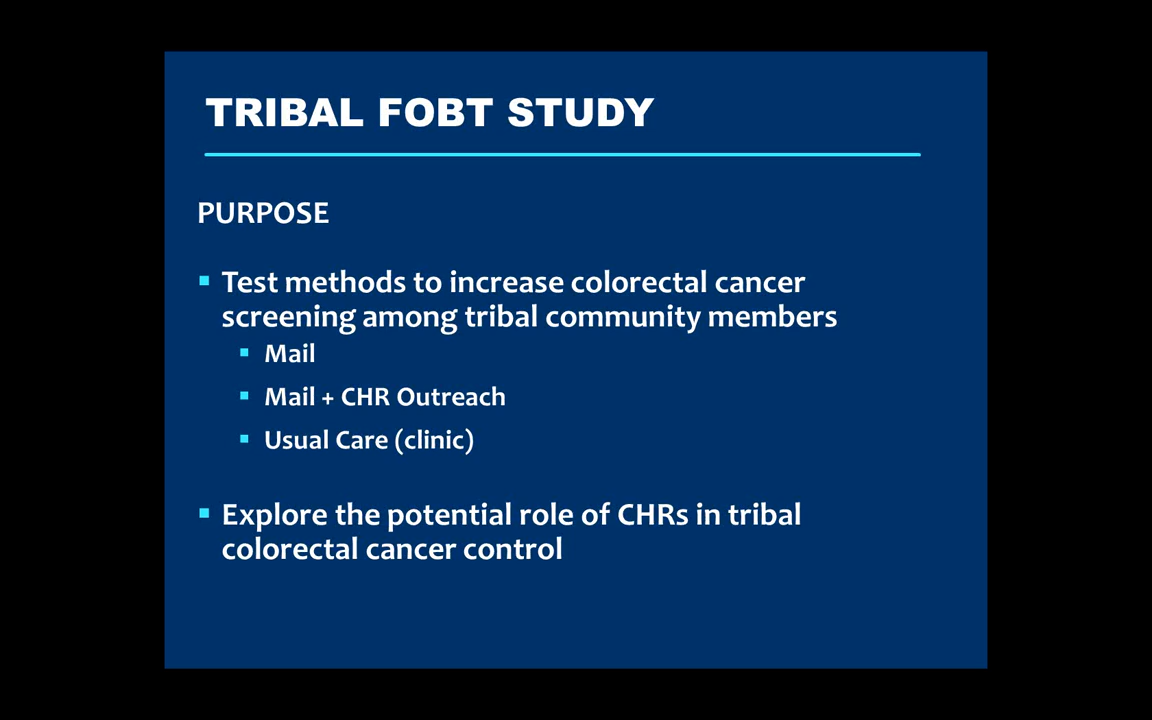 TRIBAL FOBT STUDY
PURPOSE
Test methods to increase colorectal cancer
screening among tribal community members
Mail
Mail + CHR Outreach
Usual Care (clinic)
Explore the potential role of CHRs in tribal
colorectal cancer control